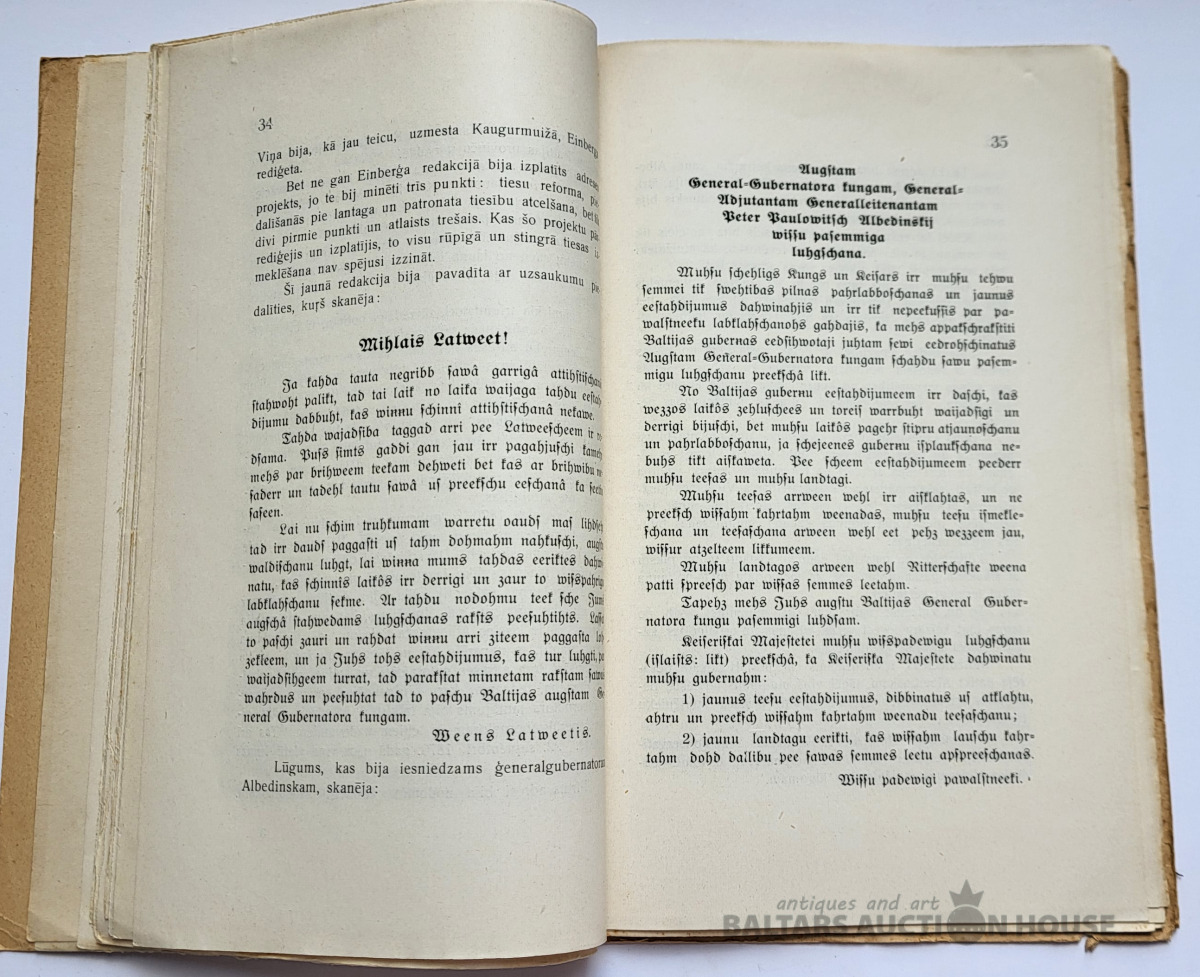 34
Viņa bija, kā jau teicu, uzmesta Kaugurmuižā, Einberģa
rediģeta.
Bet ne gan Einberģa redakcijā bija izplatīts adreses
projekts, jo te bij minēti trīs punkti: tiesu reforma,
dalīšanās pie lantaga un patronata tiesibu atcelšana, bet
divi pirmie punkti un atlaists trešais. Kas šo projektu
rediģejis un izplatījis, to visu rūpīgā un stingrā tiesas
meklēšana nav spējusi izzināt.
Šī jaunā redakcija bija pavadīta ar uzsaukumu
dalīties, kuŗš skanēja:
Mihlais Latweet!
Ja kahda tauta negribb ſawâ garrigâ attihſtiſchanâ
ſtahwoht palikt, tad tai laik no laika waijaga tahdu
dijumu dabbuht, kas winnu ſchinni attihſtiſchanâ nekawe.
Tahda wajadſiba taggad arri pee Latweeſcheem ir
dſama. Puſs ſimts gaddi gan jau irr pagahjuſchi kamehr
mehs par brihweem teekam dehweti bet kas ar brihwibu
ſaderr un tadehl tautu ſawâ uſ preekſchu eeſchanâ ka
ſaſeen.
Lai nu ſchim truhkumam warretu oauds maſ
tad irr daudſ paggaſti uſ tahm dohmahm nahkuſchi,
waldiſchanu luhgt, lai winna mums tahdas eeriktes
natu, kas ſchinnis laikôs irr derrigi un zaur to
labklahſchanu ſekme. Ar tahdu nodohmu teek ſche
augſchâ ſtahwedams luhgſchanas rakſts peeſuhtihts.
to paſchi zauri un rahdat winnu arri ziteem paggaſta
zekleem, un ja Juhs tohs eeſtahdijumus, kas tur luhgti,
waijadſihgeem turrat, tad parakſtat minnetam rakſtam
wahrdus un peeſuhtat tad to paſchu Baltijas augſtam Ge-
neral Gubernatora kungam.
Weens Latweetis.
Lūgums, kas bija iesniedzams ģeneralgubernatoram
Albedinskam, skanēja:
35
Augſtam
General-Gubernatora kungam, General-
Adjutantam Generalleitenantam
Peter Paulowitſch Albedinskij
wiſſu paſemmiga
luhgſchana.
Muhſu ſchehligs Kungs un Keiſars irr muhſu tehwu
ſemmei tik ſwehtibas pilnas pahrlabboſchanas un jaunus
eeſtahdijumus dahwinahjis un irr tik nepeekuſſis par pa-
walſtneeku labklahſchanohs gahdajis, ka mehs appakſchrakſtiti
Baltijas gubernas eedſihwotaji juhtam ſewi eedrohſchinatus
Augſtam General-Gubernatora kungam ſchahdu ſawu paſem-
migu luhgſchanu preekſchâ likt.
No Baltijas gubernu eeſtahdijumeem irr daſchi, kas
wezzos laikôs zehluſchees un toreiſ warrbuht waijadſigi un
derrigi bijuſchi, bet muhſu laikôs pagehr ſtipru atjaunoſchanu
un pahrlabboſchanu, ja ſchejeenes gubernu iſplaukſchana ne-
buhs tikt aiſkaweta. Pee ſcheem eeſtahdijumeem peederr
muhſu teeſas un muhſu landtagi.
Muhſu teeſas arrween wehl irr aiſklahtas, un ne
preekſch wiſſahm kahrtahm weenadas, muhſu teeſu iſmekle-
ſchana un teeſaſchana arween wehl eet pehz wezzeem jau,
wiſſur atzelteem likkumeem.
Muhſu landtagos arween wehl Ritterſchafte weena
patti ſpreeſch par wiſſas ſemmes leetahm.
Tapehz mehs Juhs augſtu Baltijas General Guber-
natora kungu paſemmigi luhdſam.
Keiſeriſkai Majeſtetei muhſu wiſspadewigu luhgſchanu
(iſlaiſts: likt) preekſchâ, ka Keiſeriſka Majeſtete dahwinatu
muhſu gubernahm:
1) jaunus teeſu eeſtahdijumus, dibbinatus uſ atklahtu,
ahtru un preekſch wiſſahm kahrtahm weenadu teeſaſchanu;
2) jaunu landtagu eerikti, kas wiſſahm lauſchu kahr-
tahm dohd dallibu pee ſawas ſemmes leetu apſpreeſchanas.
Wiſſu padewigi pawalſtneeki.
antiques and art
BALTARS AUCTION HOUSE